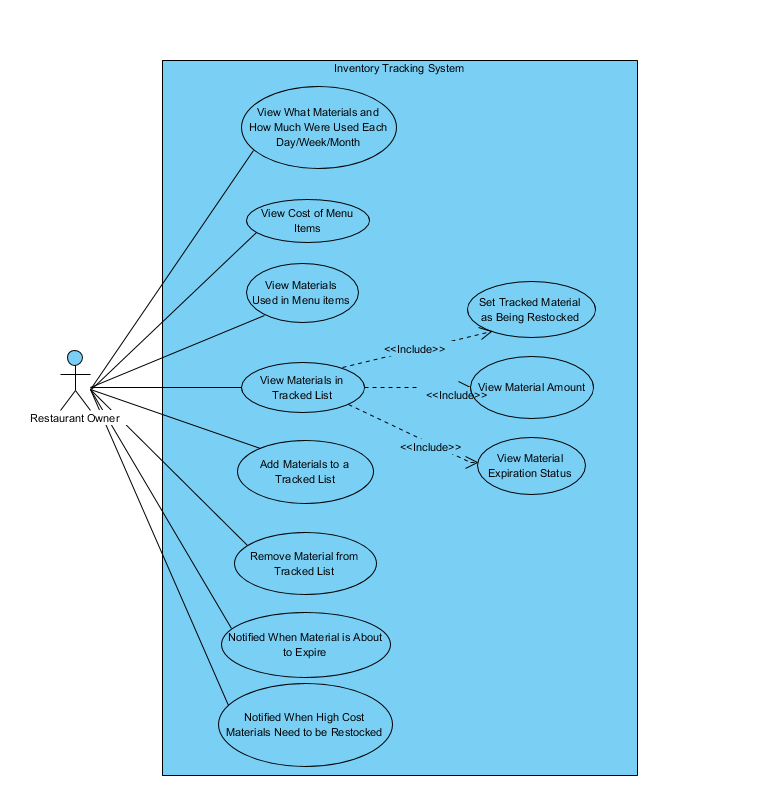 Inventory Tracking System
View What Materials and
How Much Were Used Each
Day/Week/Month
View Cost of Menu
Items
View Materials
Used in Menu items
Set Tracked Material
as Being Restocked
<<Include>>
Restaurant Owner
View Materials in
Tracked List
<<Include>>
View Material Amount
<<Include>>
View Material
Expiration Status
Add Materials to a
Tracked List
Remove Material from
Tracked List
Notified When Material is About
to Expire
Notified When High Cost
Materials Need to be Restocked